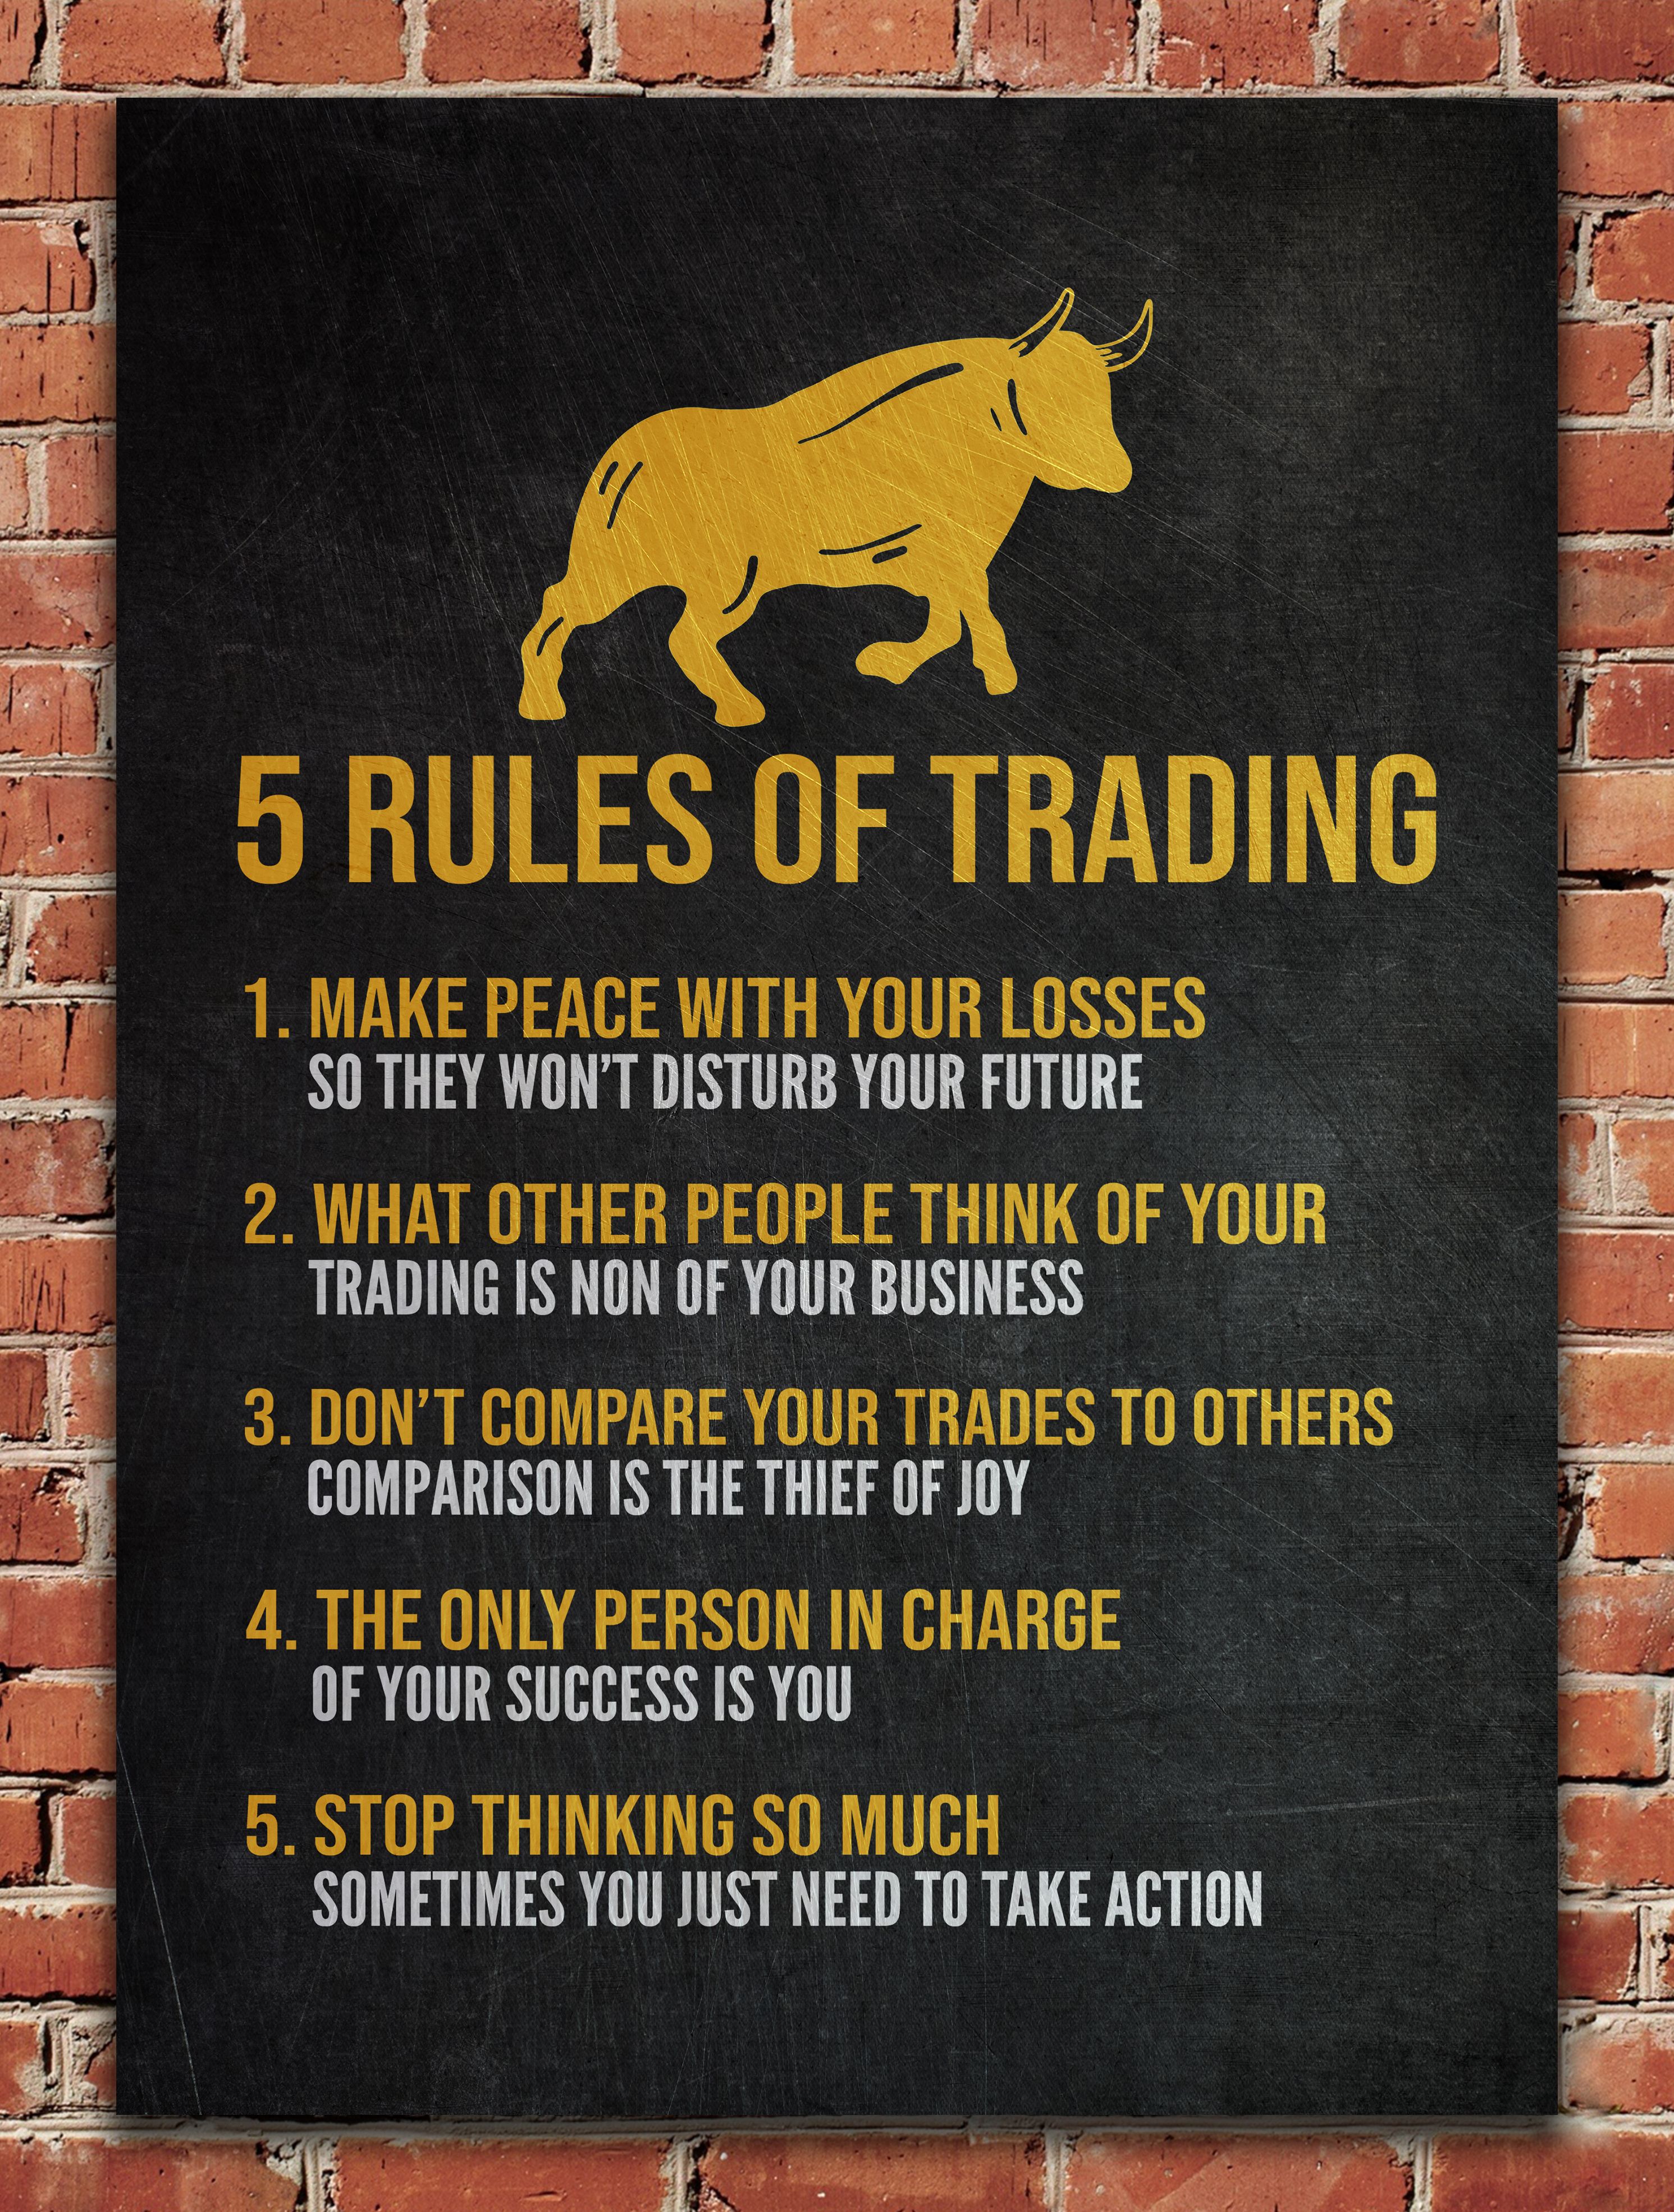 5 RULES OF TRADING
1. MAKE PEACE WITH YOUR LOSSES
SO THEY WON'T DISTURB YOUR FUTURE
2. WHAT OTHER PEOPLE THINK OF YOUR
TRADING IS NON OF YOUR BUSINESS
3. DON'T COMPARE YOUR TRADES TO OTHERS
COMPARISON IS THE THIEF OF JOY
4. THE ONLY PERSON IN CHARGE
OF YOUR SUCCESS IS YOU
5. STOP THINKING SO MUCH
SOMETIMES YOU JUST NEED TO TAKE ACTION